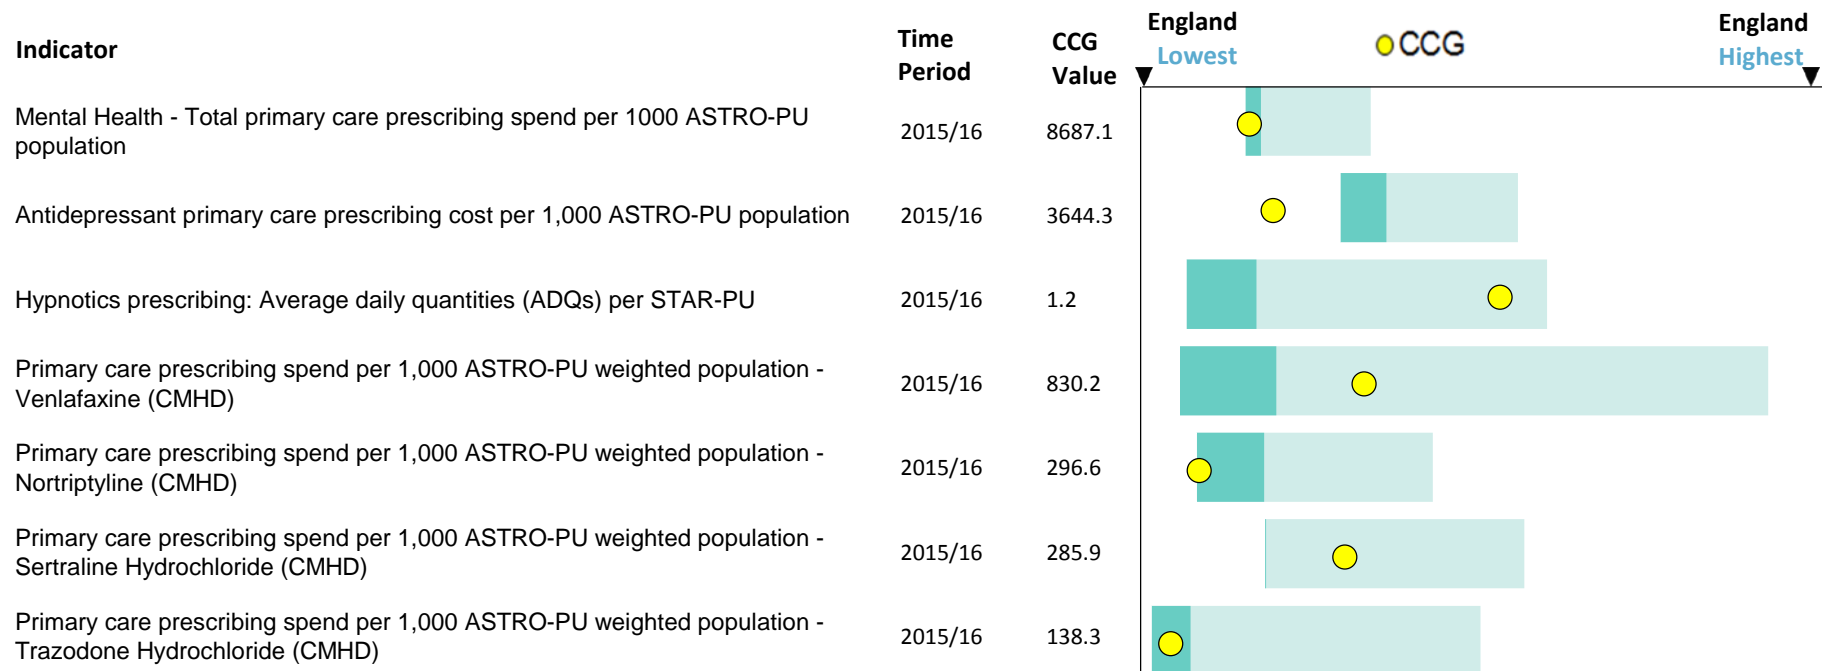 Indicator
Time
Period
CCG
Value
England
Lowest
CCG
England
Highest
Mental Health - Total primary care prescribing spend per 1000 ASTRO-PU
population
2015/16
8687.1
Antidepressant primary care prescribing cost per 1,000 ASTRO-PU population
2015/16
3644.3
Hypnotics prescribing: Average daily quantities (ADQs) per STAR-PU
2015/16
1.2
Primary care prescribing spend per 1,000 ASTRO-PU weighted population -
Venlafaxine (CMHD)
2015/16
830.2
Primary care prescribing spend per 1,000 ASTRO-PU weighted population -
Nortriptyline (CMHD)
2015/16
296.6
Primary care prescribing spend per 1,000 ASTRO-PU weighted population -
Sertraline Hydrochloride (CMHD)
2015/16
285.9
Primary care prescribing spend per 1,000 ASTRO-PU weighted population -
Trazodone Hydrochloride (CMHD)
2015/16
138.3